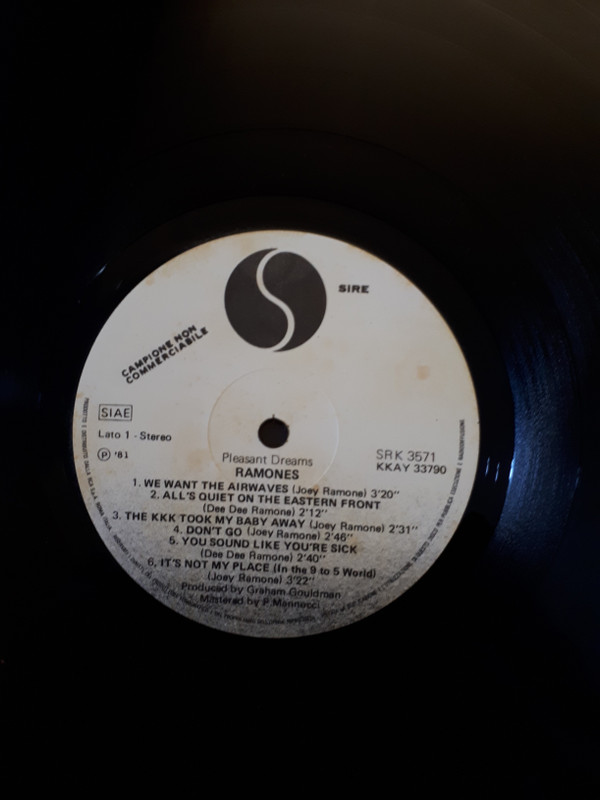 SIRE
CAMPIONE NON
COMMERCIABILE
SIAE
Lato 1 - Stereo
Ⓟ '81
SRK 3571
KKAY 33790
Pleasant Dreams
RAMONES
1. WE WANT THE AIRWAVES (Joey Ramone) 3'20"
2. ALL'S QUIET ON THE EASTERN FRONT
(Dee Dee Ramone) 2'12"
3. THE KKK TOOK MY BABY AWAY (Joey Ramone) 2'31"
4. DON'T GO (Joey Ramone) 2'46"
5. YOU SOUND LIKE YOU'RE SICK
(Dee Dee Ramone) 2'40"
6. IT'S NOT MY PLACE (In the 9 to 5 World)
(Joey Ramone) 3'22"
Produced by Graham Gouldman
Mastered by P. Mannucci